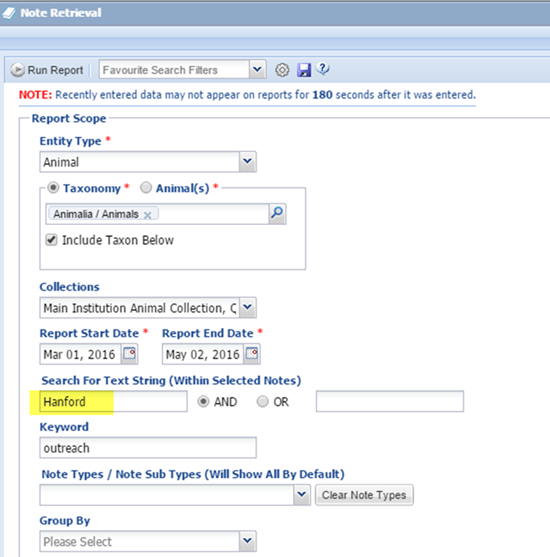 Note Retrieval
Run Report Favourite Search Filters
NOTE: Recently entered data may not appear on reports for 180 seconds after it was entered.
Report Scope
Entity Type *
Animal
Taxonomy * Animal(s) *
Animalia / Animals x
Include Taxon Below
Collections
Main Institution Animal Collection, Q
Report Start Date * Report End Date *
Mar 01, 2016 May 02, 2016
Search For Text String (Within Selected Notes)
Hanford AND OR
Keyword
outreach
Note Types / Note Sub Types (Will Show All By Default)
Clear Note Types
Group By
Please Select